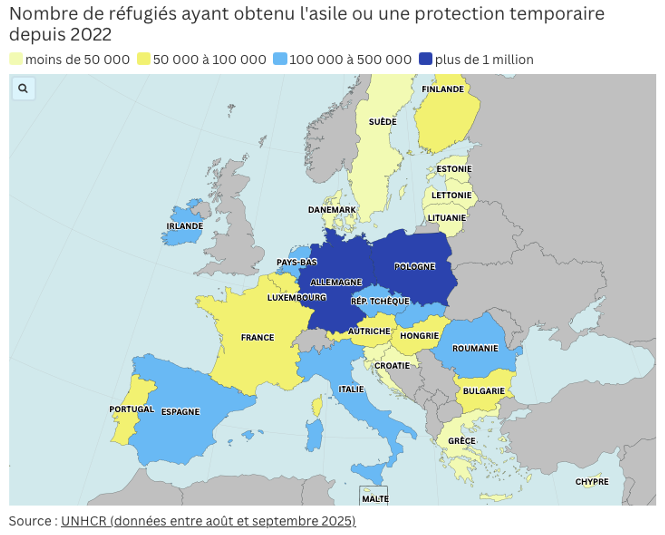 Nombre de réfugiés ayant obtenu l'asile ou une protection temporaire
depuis 2022
moins de 50 000 50 000 à 100 000 100 000 à 500 000 plus de 1 million
FINLANDE
SUÈDE
ESTONIE
LETTONIE
DANEMARK
LITUANIE
IRLANDE
PAYS-BAS
POLOGNE
ALLEMAGNE
LUXEMBOURG
RÉP. TCHÈQUE
AUTRICHE
HONGRIE
FRANCE
ROUMANIE
CROATIE
ITALIE
BULGARIE
PORTUGAL
ESPAGNE
GRÈCE
CHYPRE
MALTE
Source : UNHCR (données entre août et septembre 2025)